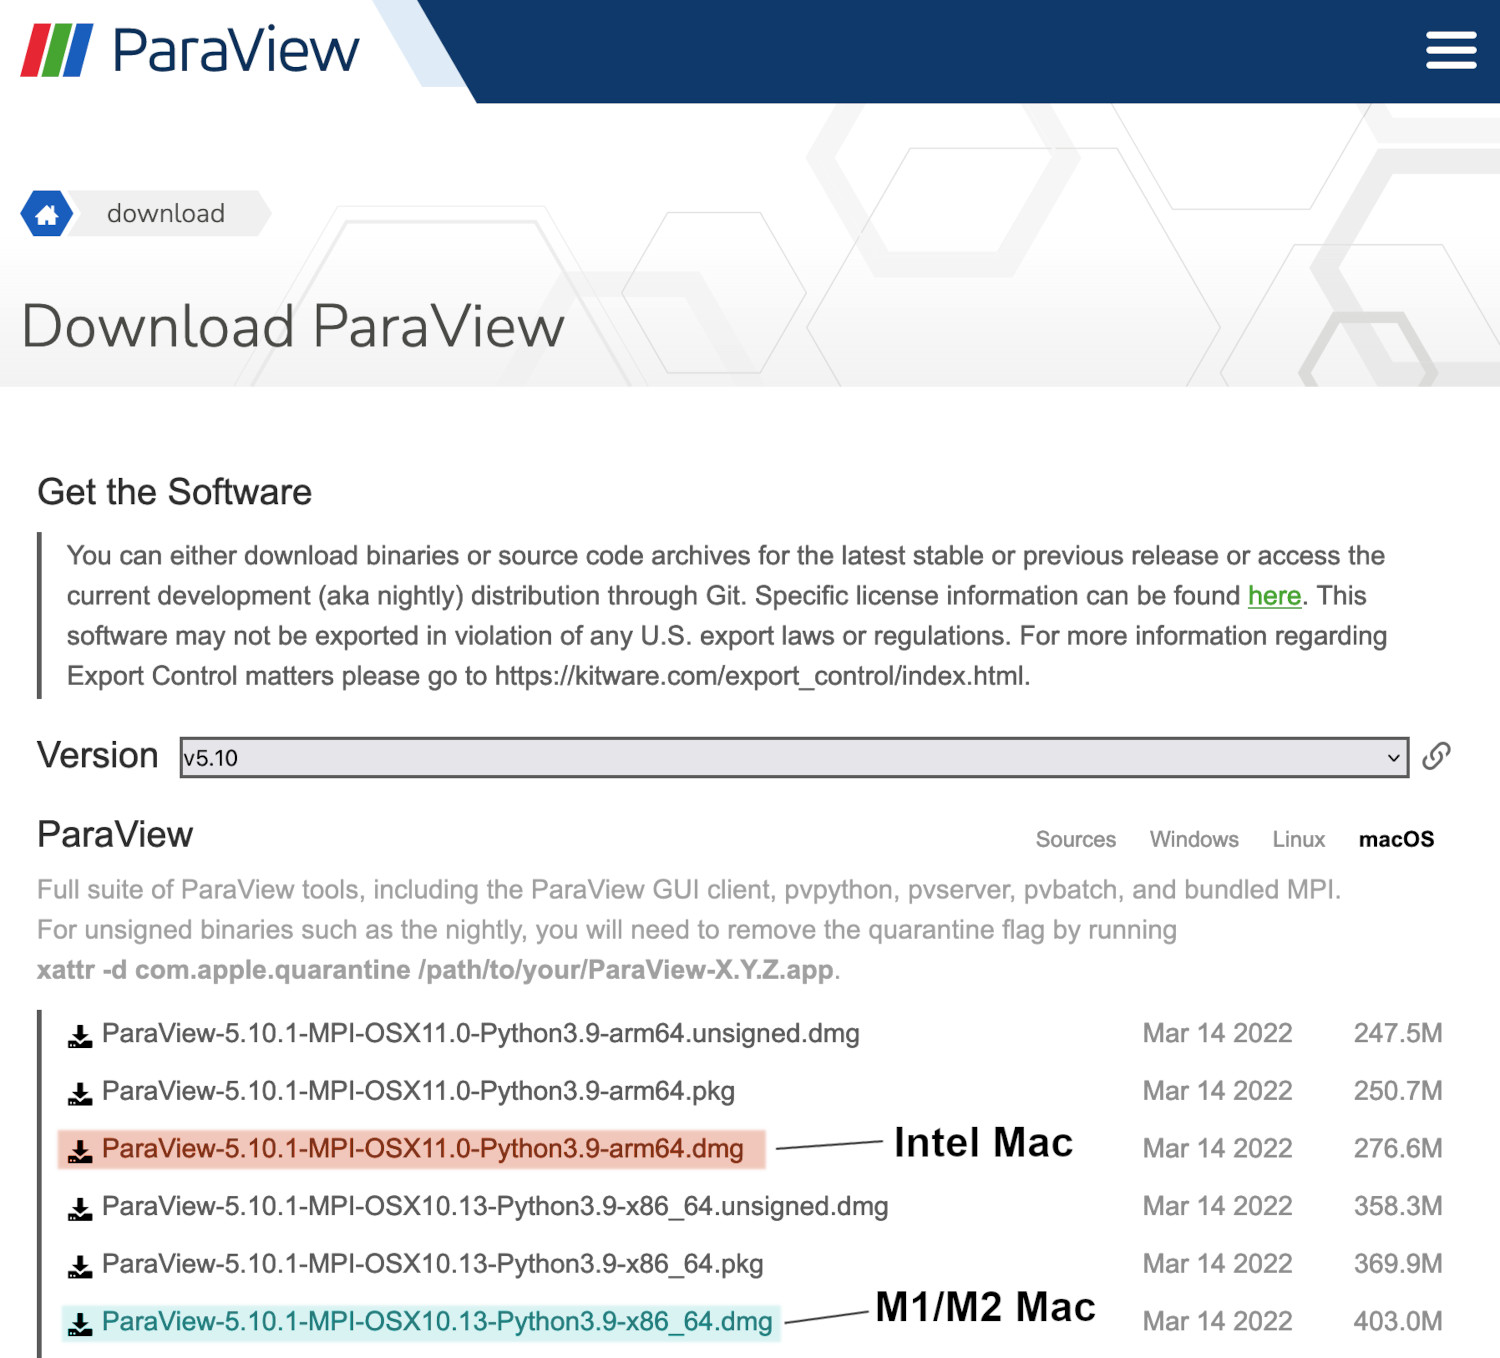 ParaView
download
Download ParaView
Get the Software
You can either download binaries or source code archives for the latest stable or previous release or access the
current development (aka nightly) distribution through Git. Specific license information can be found here. This
software may not be exported in violation of any U.S. export laws or regulations. For more information regarding
Export Control matters please go to https://kitware.com/export_control/index.html.
Version v5.10
ParaView Sources Windows Linux macOS
Full suite of ParaView tools, including the ParaView GUI client, pvpython, pvserver, pvbatch, and bundled MPI.
For unsigned binaries such as the nightly, you will need to remove the quarantine flag by running
xattr -d com.apple.quarantine /path/to/your/ParaView-X.Y.Z.app.
ParaView-5.10.1-MPI-OSX11.0-Python3.9-arm64.unsigned.dmg Mar 14 2022 247.5M
ParaView-5.10.1-MPI-OSX11.0-Python3.9-arm64.pkg Mar 14 2022 250.7M
ParaView-5.10.1-MPI-OSX11.0-Python3.9-arm64.dmg Intel Mac Mar 14 2022 276.6M
ParaView-5.10.1-MPI-OSX10.13-Python3.9-x86_64.unsigned.dmg Mar 14 2022 358.3M
ParaView-5.10.1-MPI-OSX10.13-Python3.9-x86_64.pkg Mar 14 2022 369.9M
ParaView-5.10.1-MPI-OSX10.13-Python3.9-x86_64.dmg M1/M2 Mac Mar 14 2022 403.0M